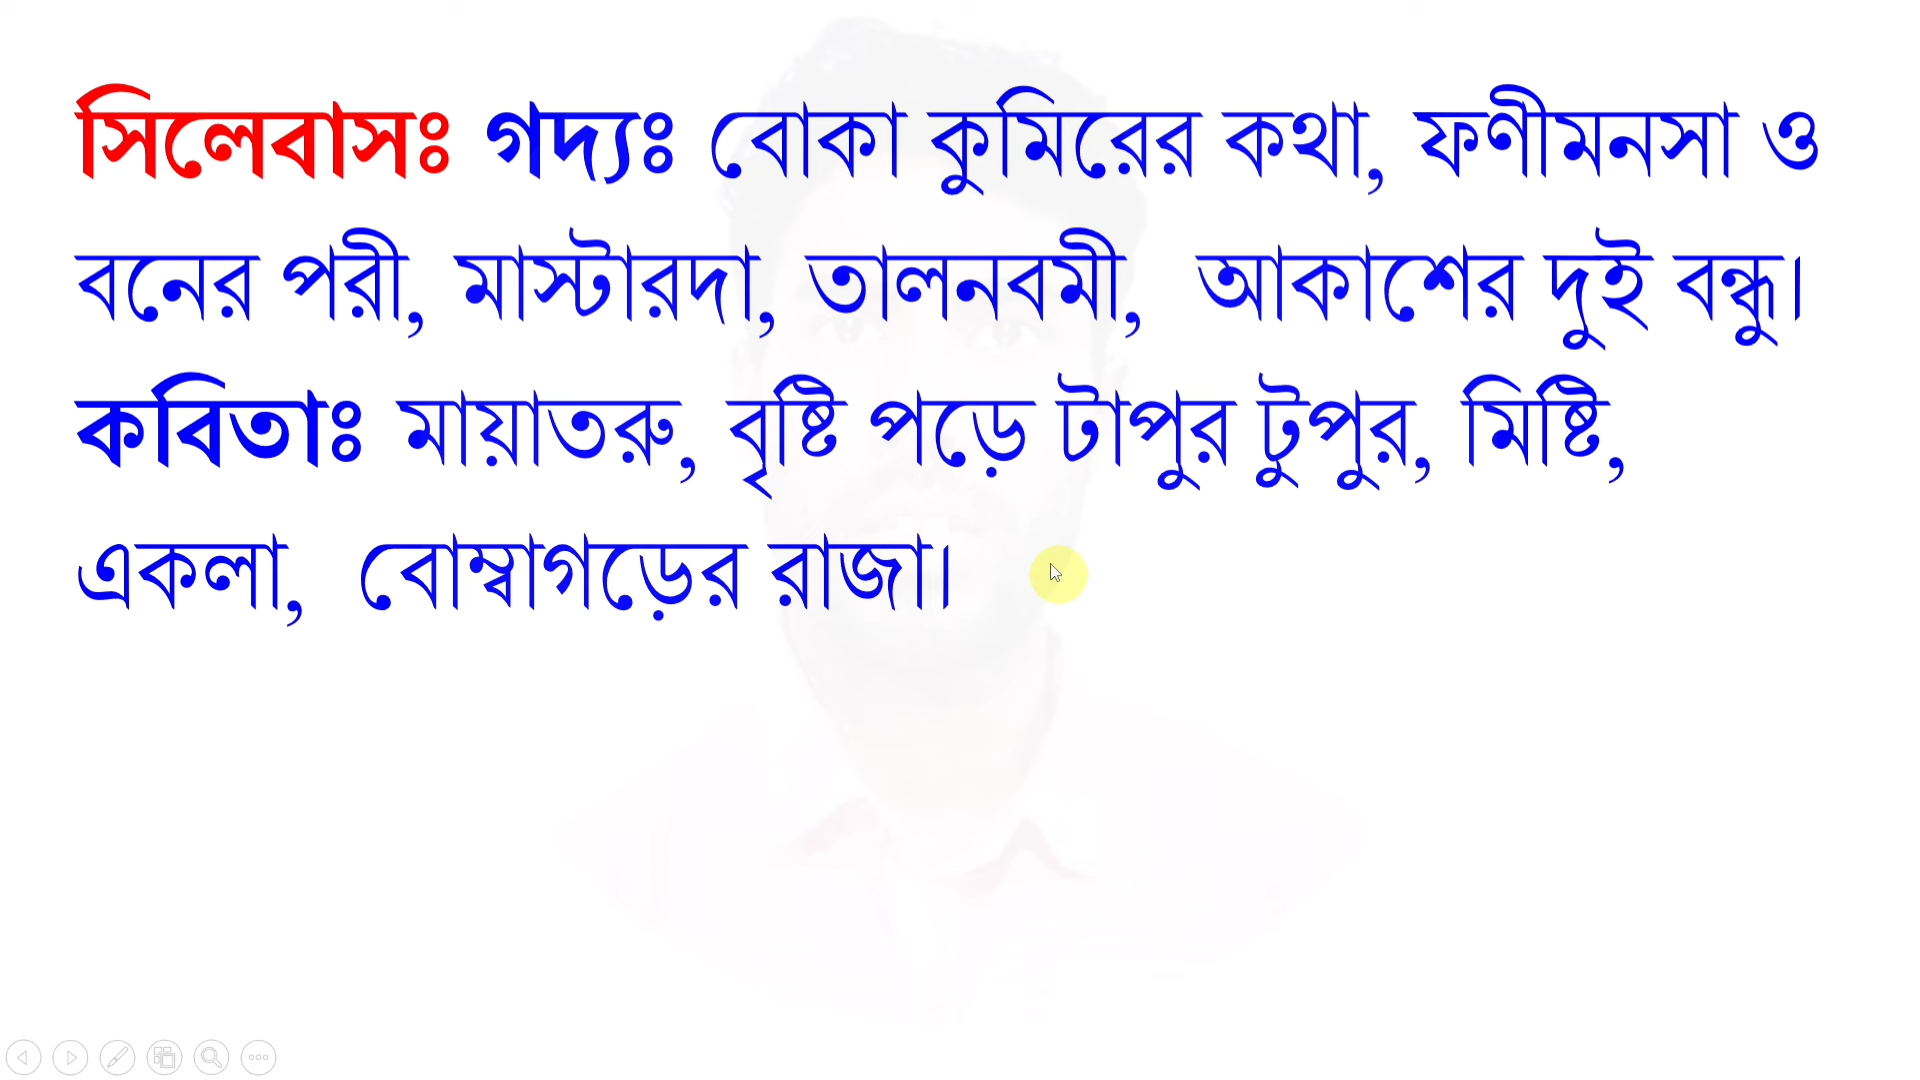 সিলেবাসঃ গদ্যঃ বোকা কুমিরের কথা, ফণীমনসা ও
বনের পরী, মাস্টারদা, তালনবমী, আকাশের দুই বন্ধু।
কবিতাঃ মায়াতরু, বৃষ্টি পড়ে টাপুর টুপুর, মিষ্টি,
একলা, বোম্বাগড়ের রাজা।